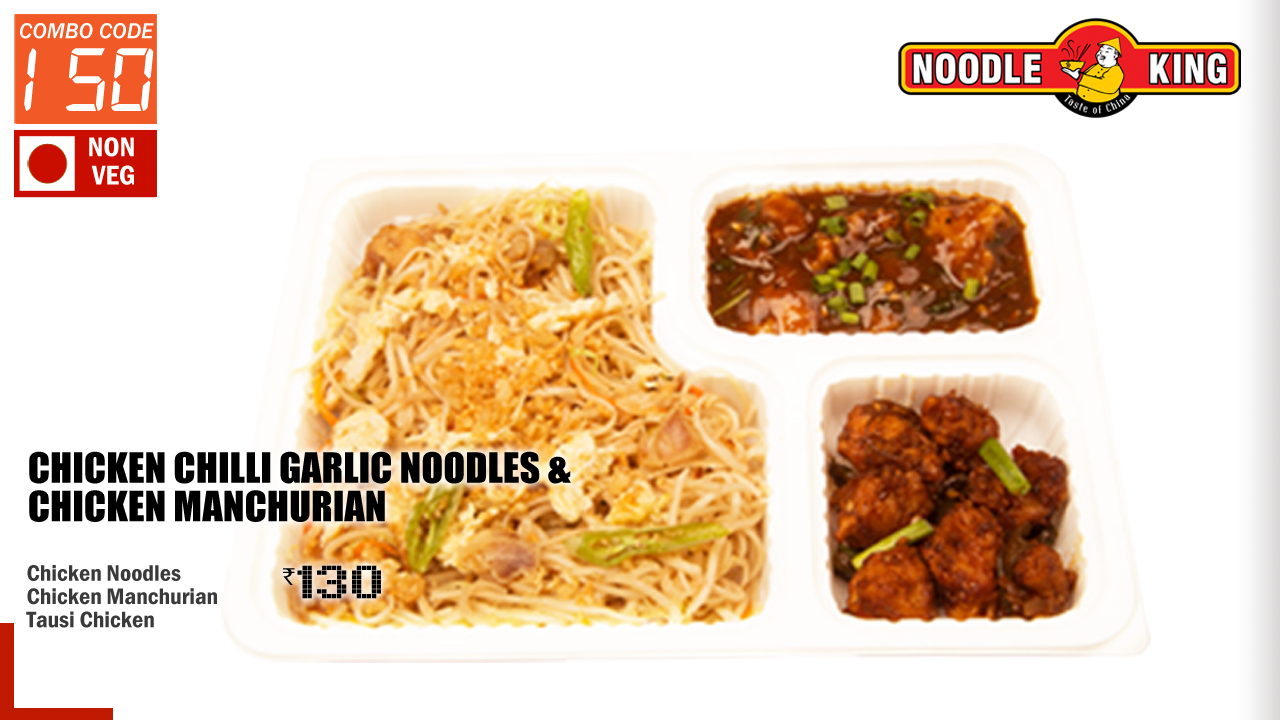 COMBO CODE
150
NON
VEG
NOODLE KING
Taste of China
CHICKEN CHILLI GARLIC NOODLES &
CHICKEN MANCHURIAN
Chicken Noodles
Chicken Manchurian
Tausi Chicken
₹130